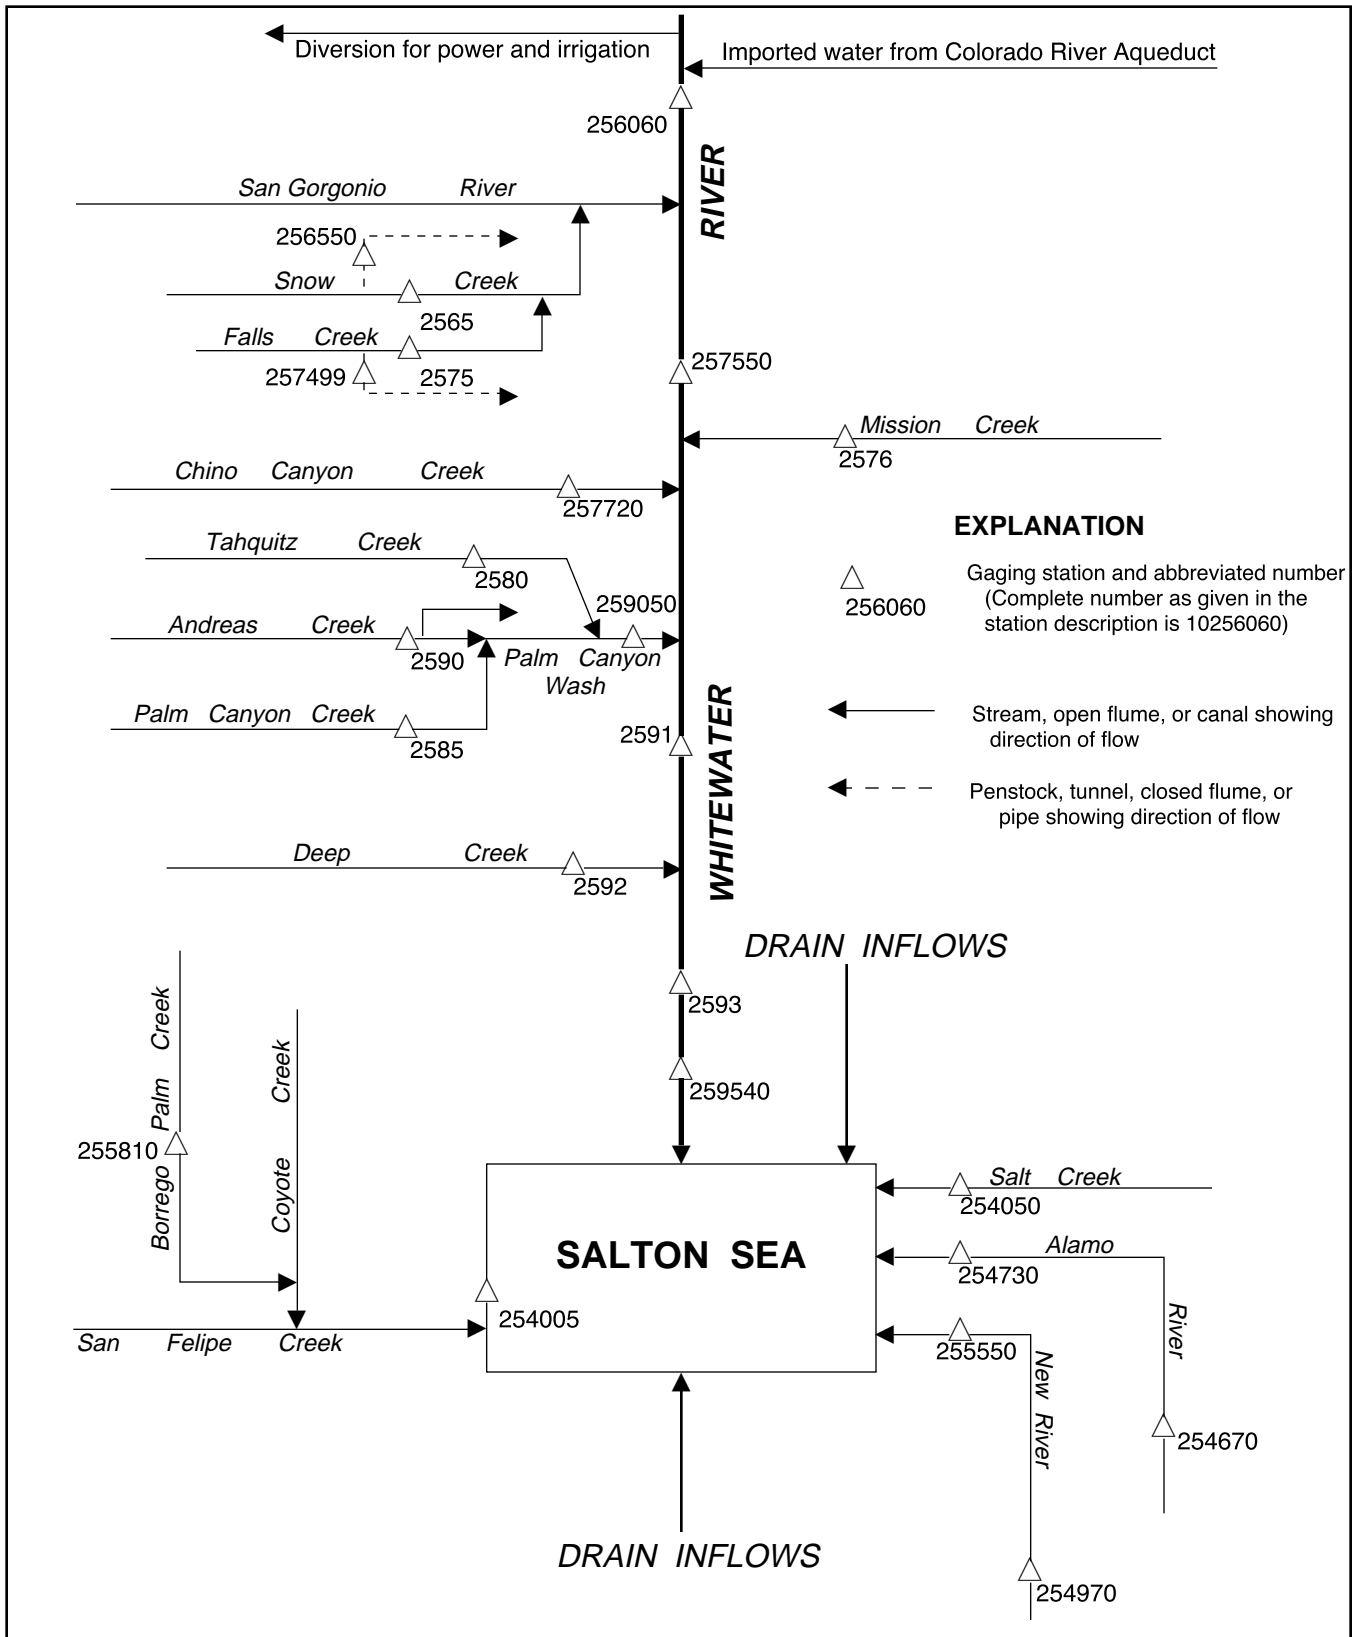 Diversion for power and irrigation
Imported water from Colorado River Aqueduct
256060
RIVER
San Gorgonio River
256550
Snow Creek
2565
Falls Creek
257499
2575
257550
Mission Creek
2576
Chino Canyon Creek
257720
Tahquitz Creek
2580
259050
Andreas Creek
2590
Palm Canyon
Wash
Palm Canyon Creek
2585
2591
WHITEWATER
Deep Creek
2592
EXPLANATION
256060
Gaging station and abbreviated number
(Complete number as given in the
station description is 10256060)
Stream, open flume, or canal showing
direction of flow
Penstock, tunnel, closed flume, or
pipe showing direction of flow
DRAIN INFLOWS
2593
259540
Borrego Palm Creek
255810
Coyote Creek
San Felipe Creek
SALTON SEA
254005
Salt Creek
254050
Alamo
254730
River
255550
New River
254670
254970
DRAIN INFLOWS